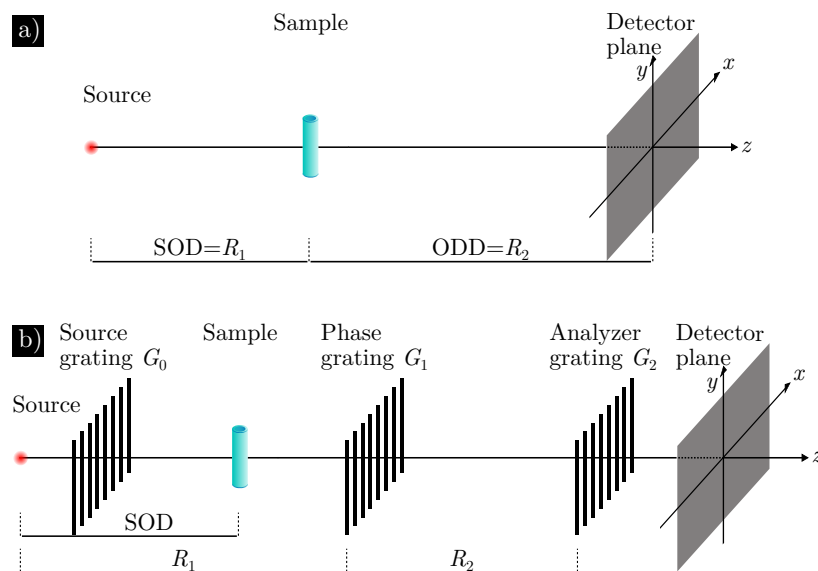 a)
Sample
Detector
plane
y
x
Source
z
SOD=R₁
ODD=R₂
b)
Source
grating G₀
Sample
Phase
grating G₁
Analyzer
grating G₂
Detector
plane
y
x
Source
z
SOD
R₁
R₂